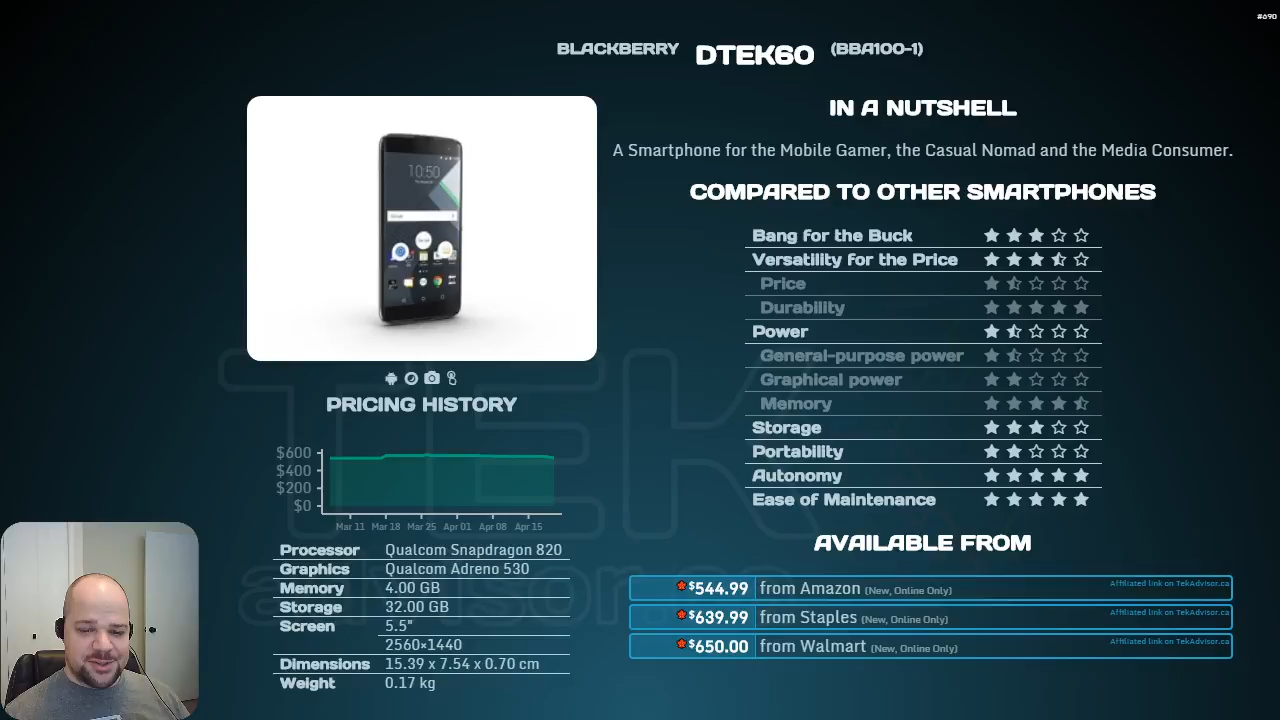 #690
BLACKBERRY DTEK60 (BBA100-1)
10:50
IN A NUTSHELL
A Smartphone for the Mobile Gamer, the Casual Nomad and the Media Consumer.
COMPARED TO OTHER SMARTPHONES
Bang for the Buck
Versatility for the Price
Price
Durability
Power
General-purpose power
Graphical power
Memory
Storage
Portability
Autonomy
Ease of Maintenance
PRICING HISTORY
$600
$400
$200
$0
Mar 11 Mar 18 Mar 25 Apr 01 Apr 08 Apr 15
Processor Qualcom Snapdragon 820
Graphics Qualcom Adreno 530
Memory 4.00 GB
Storage 32.00 GB
Screen 5.5"
2560×1440
Dimensions 15.39 x 7.54 x 0.70 cm
Weight 0.17 kg
AVAILABLE FROM
$544.99 from Amazon (New, Online Only) Affiliated link on TekAdvisor.ca
$639.99 from Staples (New, Online Only) Affiliated link on TekAdvisor.ca
$650.00 from Walmart (New, Online Only) Affiliated link on TekAdvisor.ca